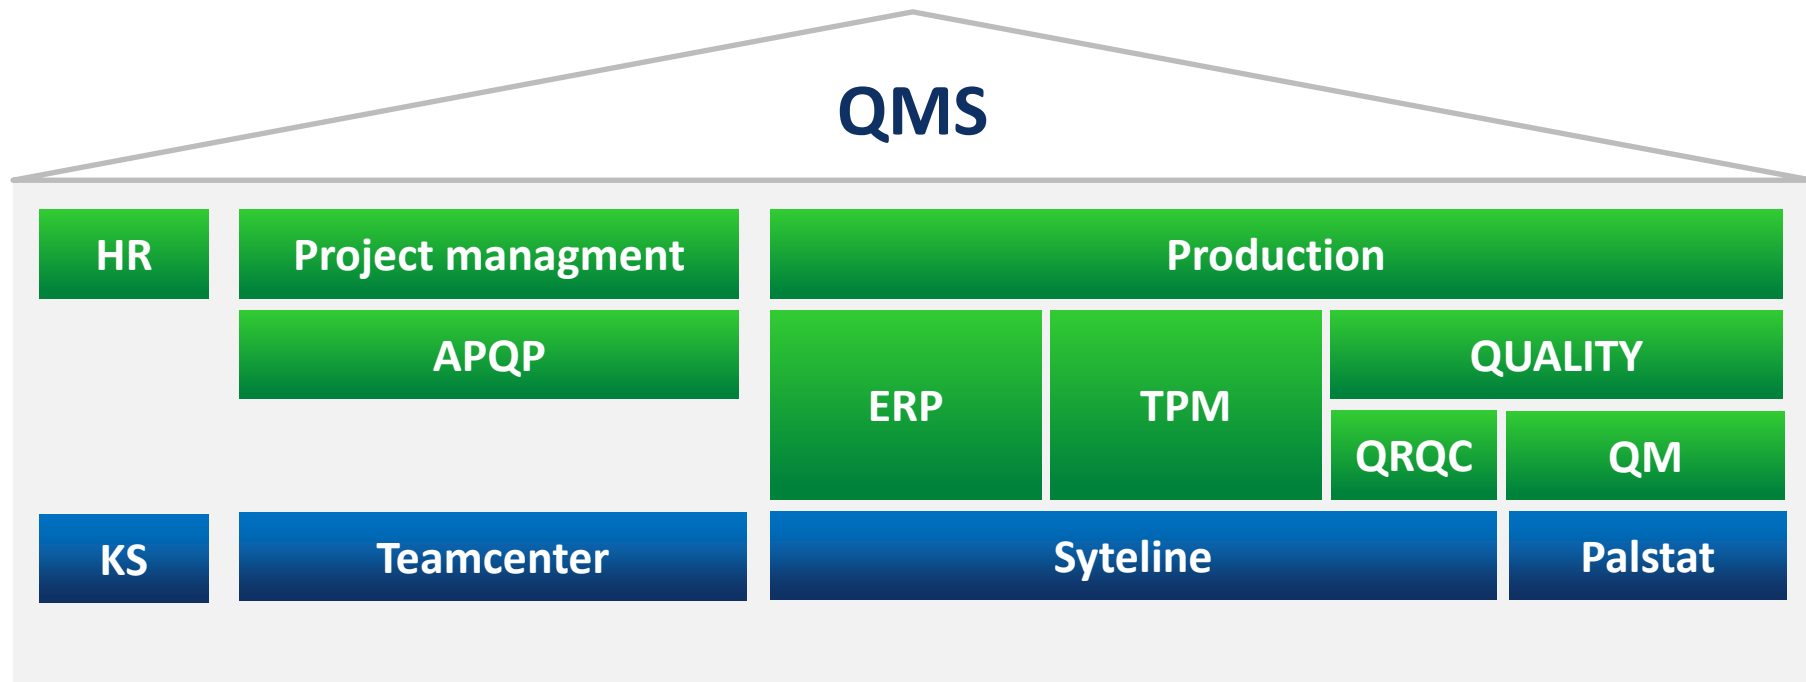 QMS
HR
Project managment
Production
APQP
ERP
TPM
QUALITY
QRQC
QM
KS
Teamcenter
Syteline
Palstat